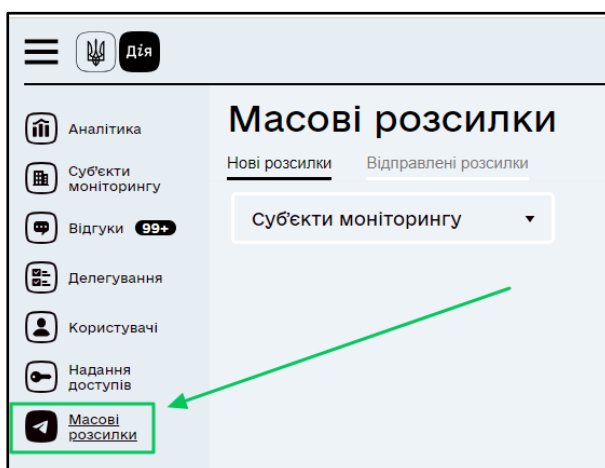 Дія
Масові розсилки
Нові розсилки
Відправлені розсилки
Суб'єкти моніторингу
Аналітика
Суб'єкти
моніторингу
Відгуки 99+
Делегування
Користувачі
Надання
доступів
Масові
розсилки